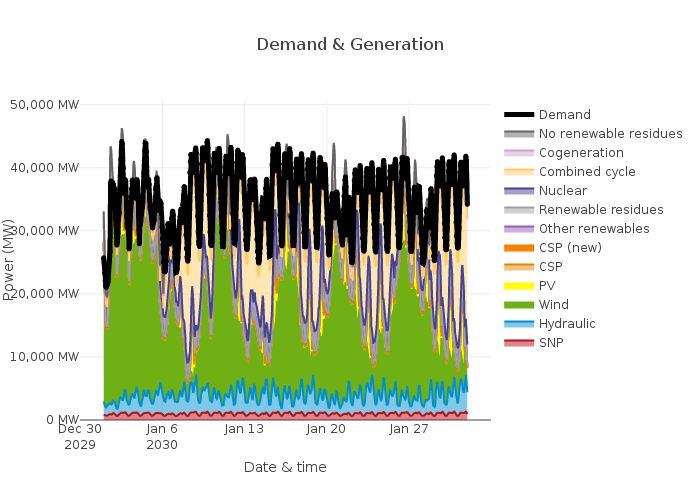 Demand & Generation
50,000 MW
40,000 MW
30,000 MW
20,000 MW
10,000 MW
0 MW
Power (MW)
Dec 30
2029
Jan 6
2030
Jan 13
Jan 20
Jan 27
Date & time
Demand
No renewable residues
Cogeneration
Combined cycle
Nuclear
Renewable residues
Other renewables
CSP (new)
CSP
PV
Wind
Hydraulic
SNP